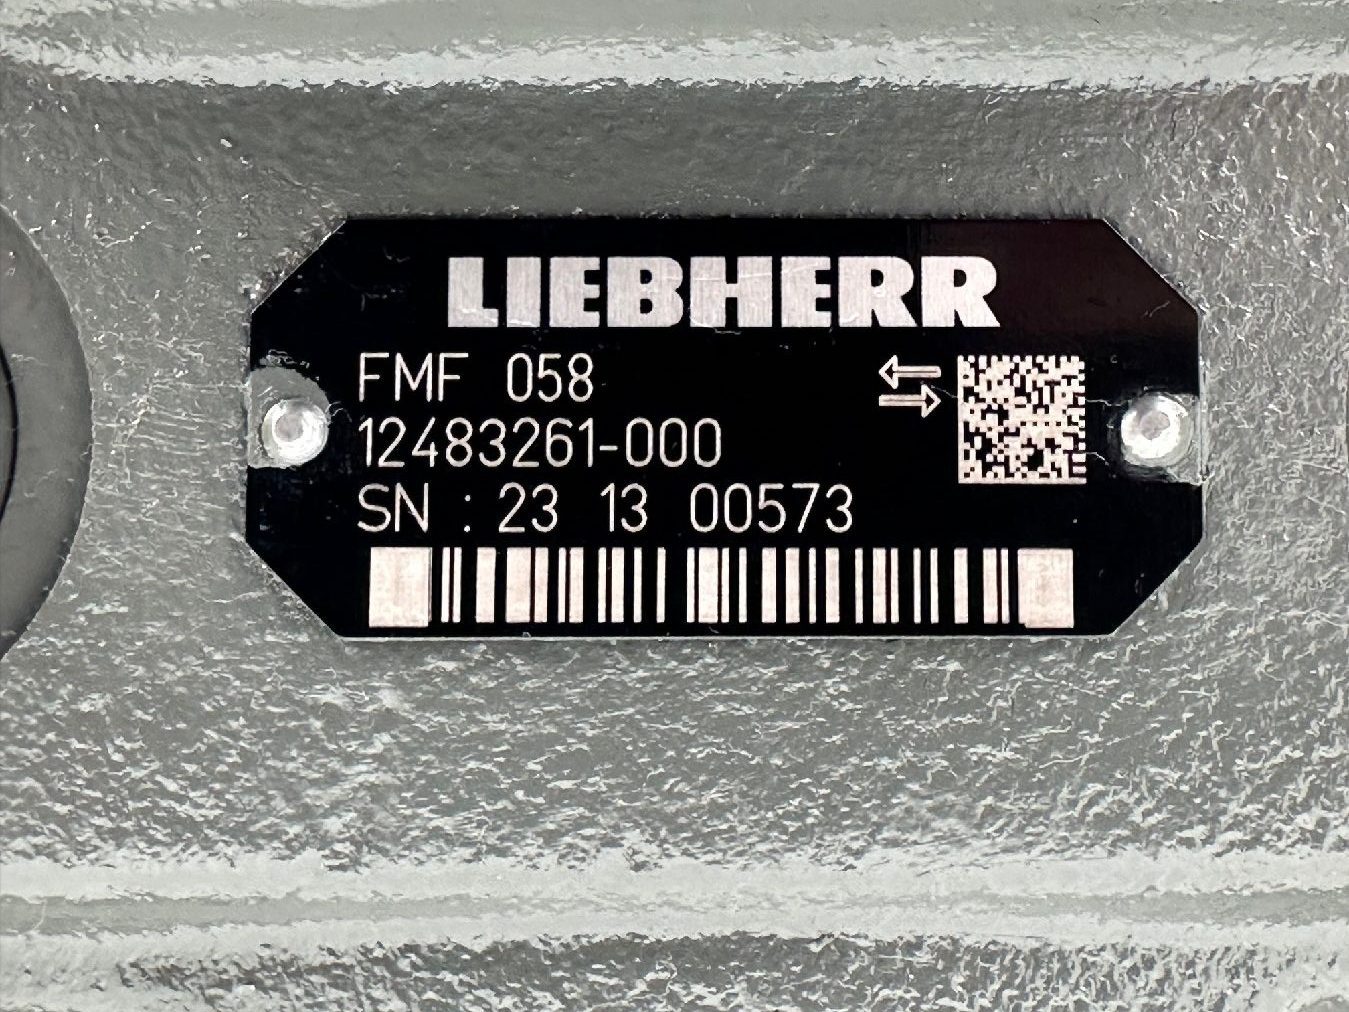 LIEBHERR
FMF 058
12483261-000
SN : 23 13 00573